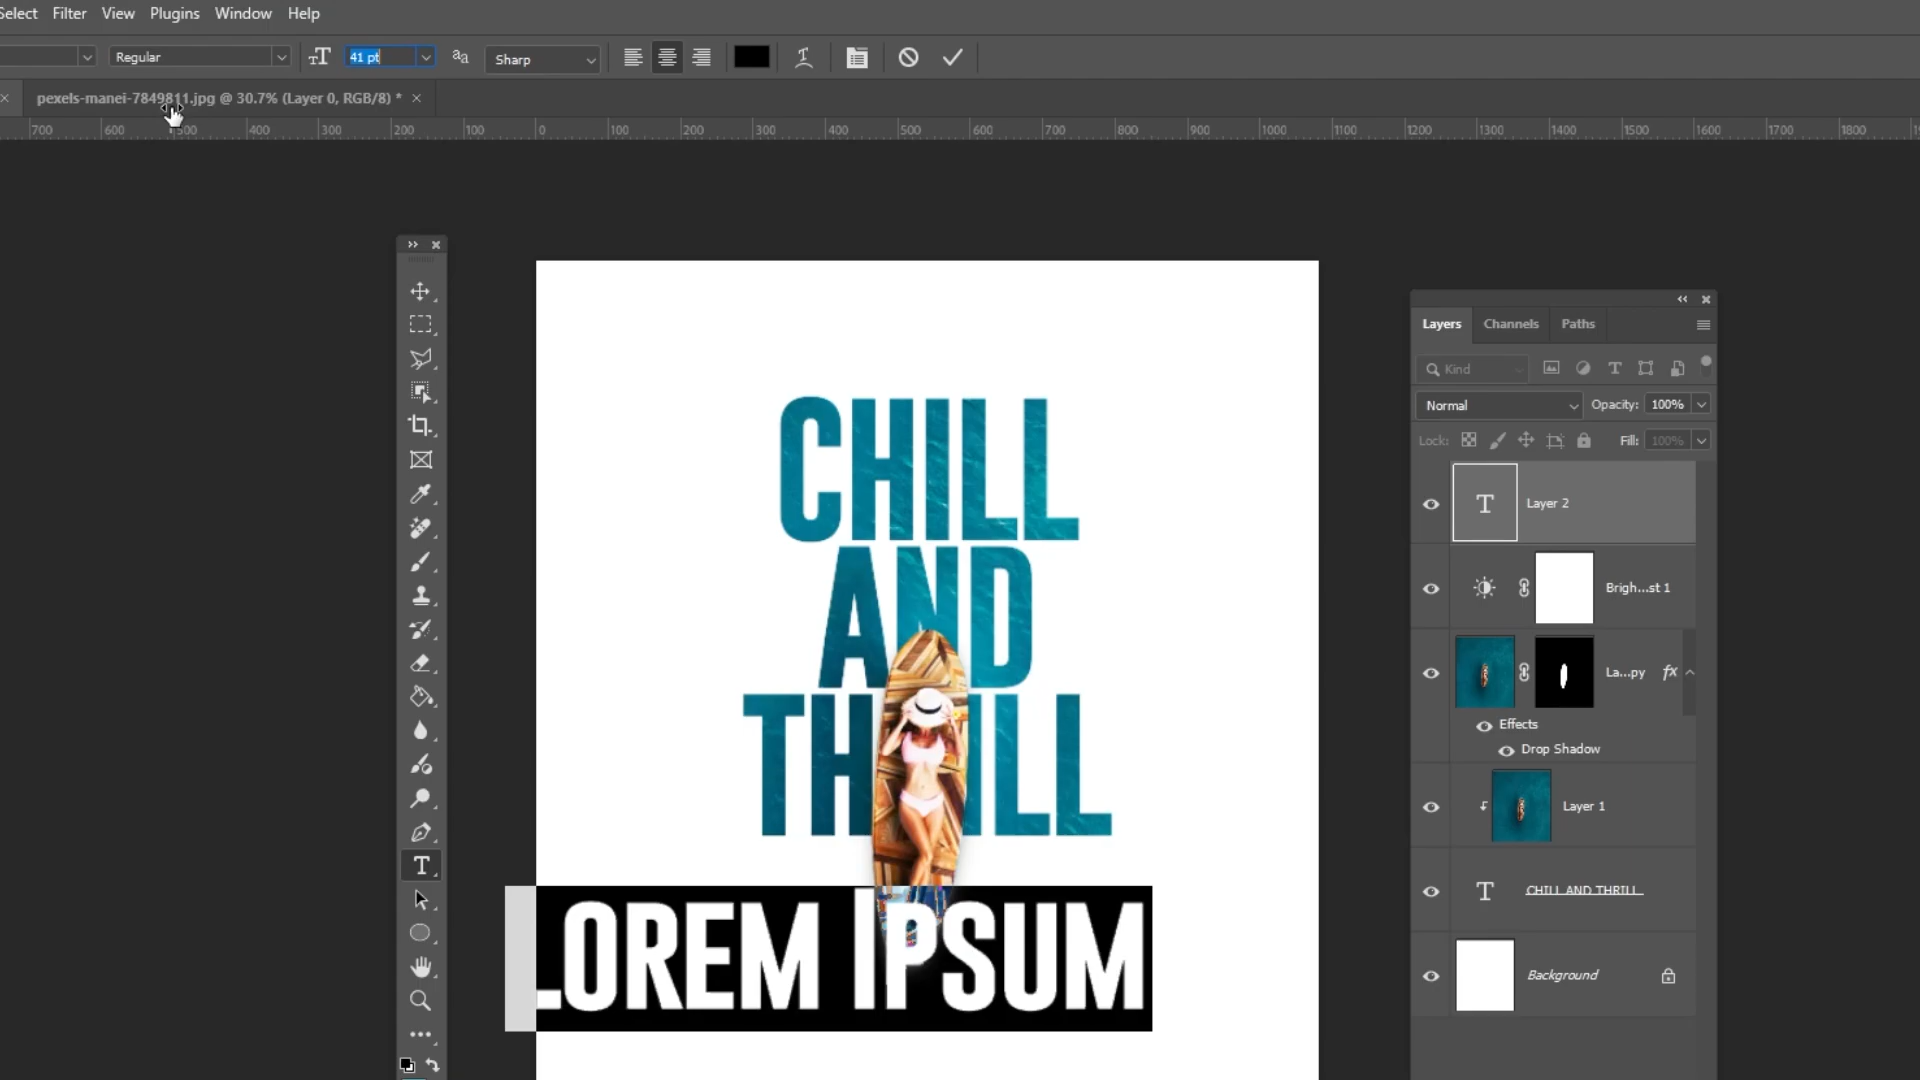 Select Filter View Plugins Window Help
Regular 41 pt Sharp
pexels-manei-7849811.jpg @ 30.7% (Layer 0, RGB/8) *
700 600 500 400 300 200 100 0 100 200 300 400 500 600 700 800 900 1000 1100 1200 1300 1400 1500 1600 1700 1800
Layers Channels Paths
Kind
Normal Opacity: 100%
Lock: Fill: 100%
Layer 2
Brigh...st 1
La...py fx
Effects
Drop Shadow
Layer 1
CHILL AND THRILL
Background
CHILL
AND
THRILL
LOREM IPSUM